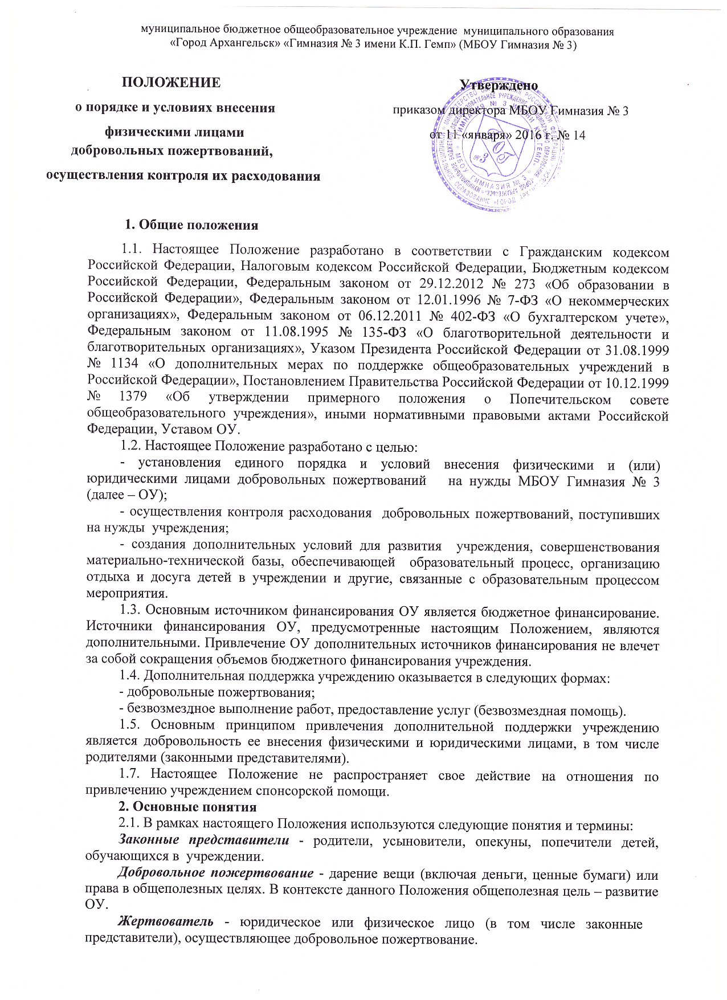 муниципальное бюджетное общеобразовательное учреждение муниципального образования
«Город Архангельск» «Гимназия № 3 имени К.П. Гемп» (МБОУ Гимназия № 3)
ПОЛОЖЕНИЕ
о порядке и условиях внесения
физическими лицами
добровольных пожертвований,
осуществления контроля их расходования
Утверждено
приказом директора МБОУ Гимназия № 3
от 11 «января» 2016 г. № 14
1. Общие положения
1.1. Настоящее Положение разработано в соответствии с Гражданским кодексом
Российской Федерации, Налоговым кодексом Российской Федерации, Бюджетным кодексом
Российской Федерации, Федеральным законом от 29.12.2012 № 273 «Об образовании в
Российской Федерации», Федеральным законом от 12.01.1996 № 7-ФЗ «О некоммерческих
организациях», Федеральным законом от 06.12.2011 № 402-ФЗ «О бухгалтерском учете»,
Федеральным законом от 11.08.1995 № 135-ФЗ «О благотворительной деятельности и
благотворительных организациях», Указом Президента Российской Федерации от 31.08.1999
№ 1134 «О дополнительных мерах по поддержке общеобразовательных учреждений в
Российской Федерации», Постановлением Правительства Российской Федерации от 10.12.1999
№ 1379 «Об утверждении примерного положения о Попечительском совете
общеобразовательного учреждения», иными нормативными правовыми актами Российской
Федерации, Уставом ОУ.
1.2. Настоящее Положение разработано с целью:
- установления единого порядка и условий внесения физическими и (или)
юридическими лицами добровольных пожертвований на нужды МБОУ Гимназия № 3
(далее – ОУ);
- осуществления контроля расходования добровольных пожертвований, поступивших
на нужды учреждения;
- создания дополнительных условий для развития учреждения, совершенствования
материально-технической базы, обеспечивающей образовательный процесс, организацию
отдыха и досуга детей в учреждении и другие, связанные с образовательным процессом
мероприятия.
1.3. Основным источником финансирования ОУ является бюджетное финансирование.
Источники финансирования ОУ, предусмотренные настоящим Положением, являются
дополнительными. Привлечение ОУ дополнительных источников финансирования не влечет
за собой сокращения объемов бюджетного финансирования учреждения.
1.4. Дополнительная поддержка учреждению оказывается в следующих формах:
- добровольные пожертвования;
- безвозмездное выполнение работ, предоставление услуг (безвозмездная помощь).
1.5. Основным принципом привлечения дополнительной поддержки учреждению
является добровольность ее внесения физическими и юридическими лицами, в том числе
родителями (законными представителями).
1.7. Настоящее Положение не распространяет свое действие на отношения по
привлечению учреждением спонсорской помощи.
2. Основные понятия
2.1. В рамках настоящего Положения используются следующие понятия и термины:
Законные представители - родители, усыновители, опекуны, попечители детей,
обучающихся в учреждении.
Добровольное пожертвование - дарение вещи (включая деньги, ценные бумаги) или
права в общеполезных целях. В контексте данного Положения общеполезная цель – развитие
ОУ.
Жертвователь - юридическое или физическое лицо (в том числе законные
представители), осуществляющее добровольное пожертвование.